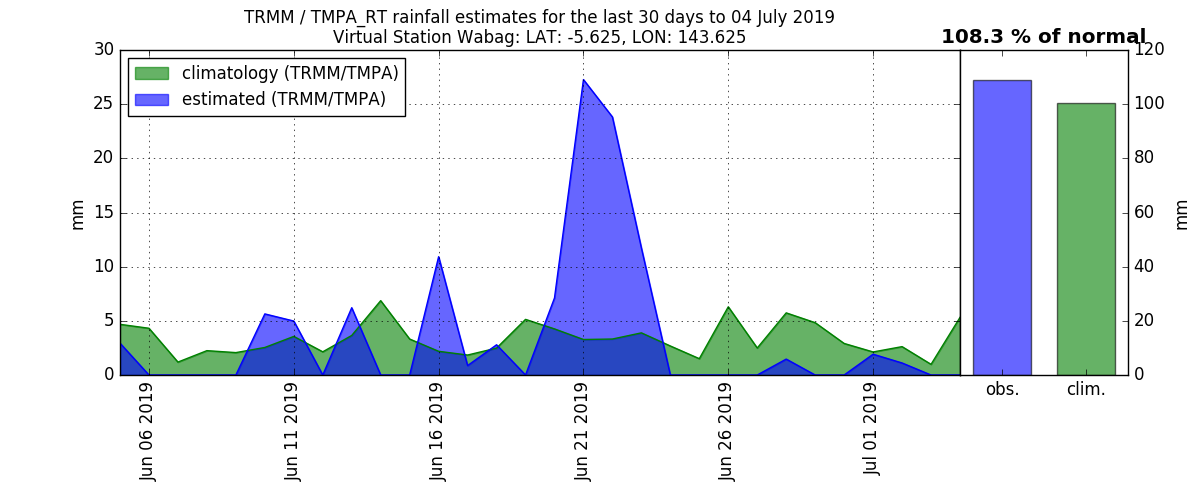 TRMM / TMPA_RT rainfall estimates for the last 30 days to 04 July 2019
Virtual Station Wabag: LAT: -5.625, LON: 143.625
108.3 % of normal
climatology (TRMM/TMPA)
estimated (TRMM/TMPA)
30
25
20
15
10
5
0
mm
Jun 06 2019
Jun 11 2019
Jun 16 2019
Jun 21 2019
Jun 26 2019
Jul 01 2019
120
100
80
60
40
20
0
mm
obs.
clim.